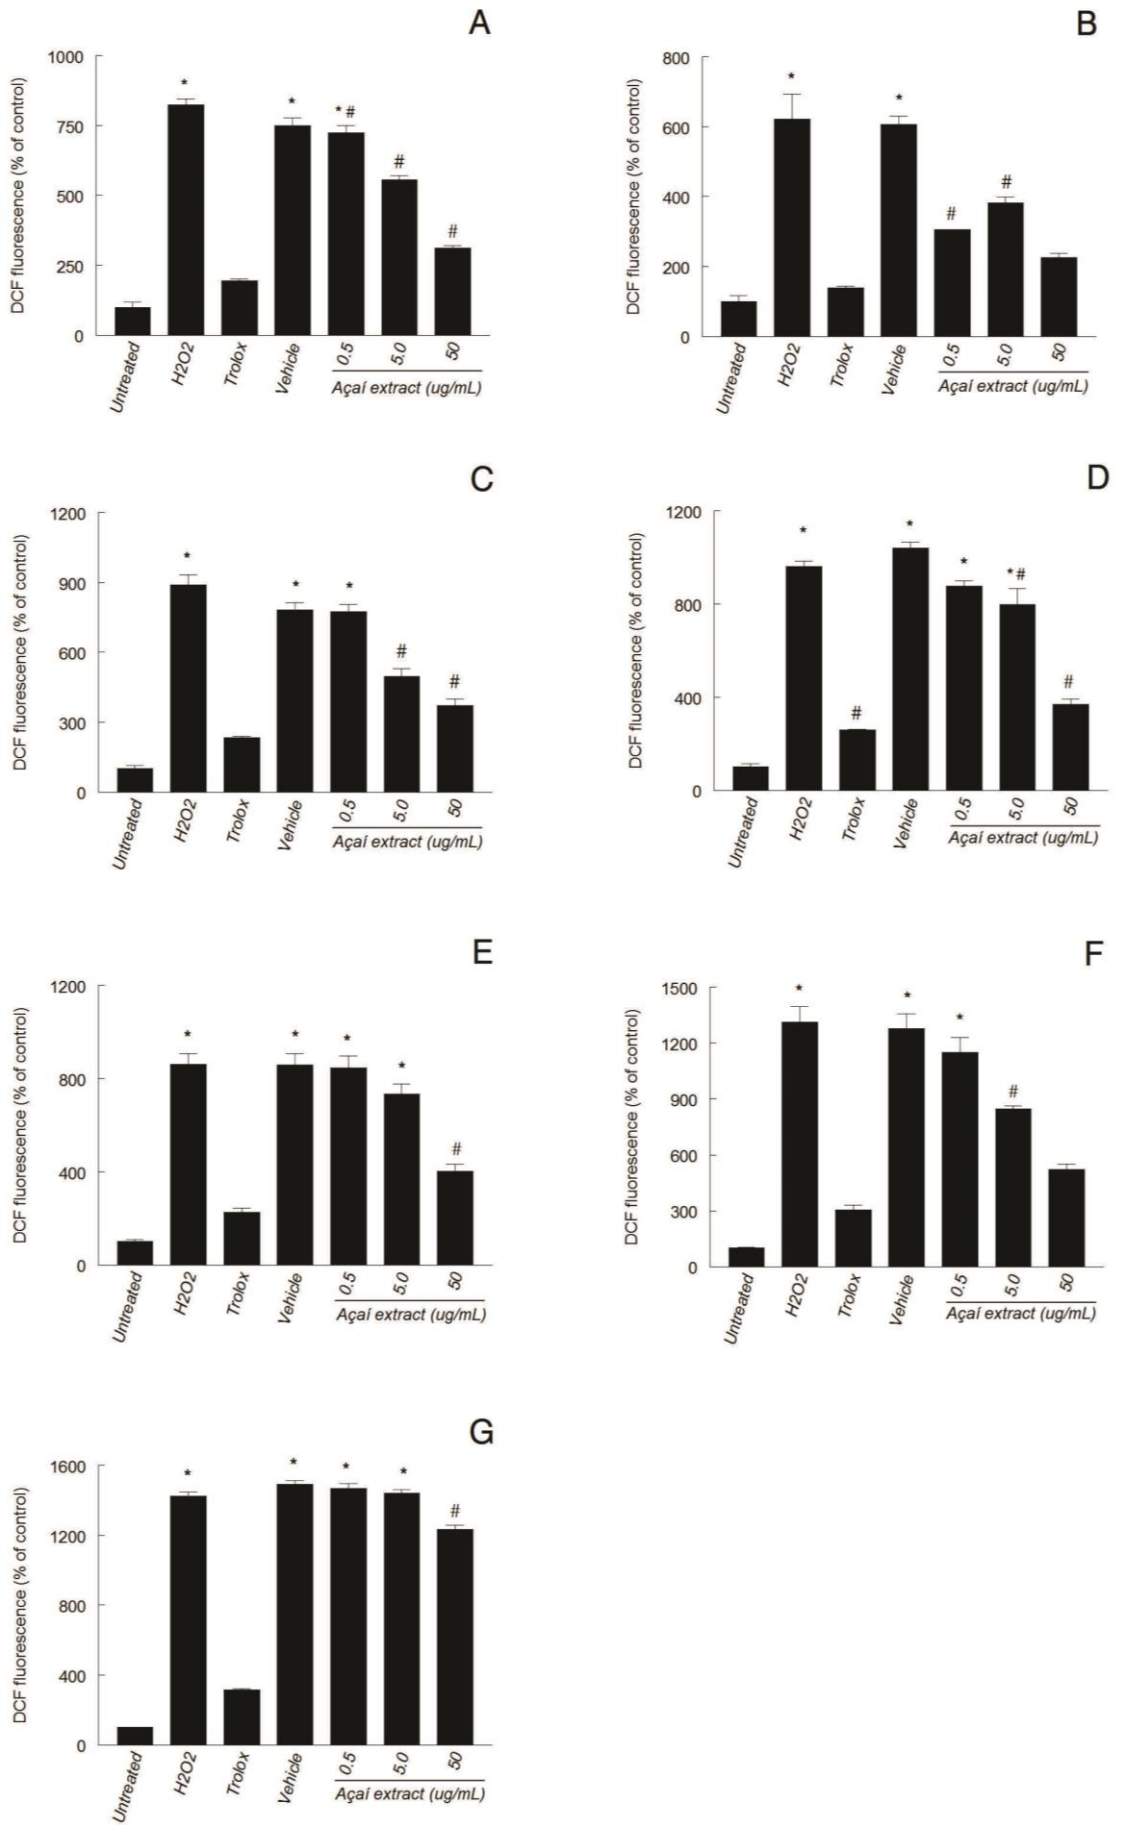 A
DCF fluorescence (% of control)
1000
750
500
250
0
*
*
* #
#
#
Untreated
H2O2
Trolox
Vehicle
0.5
5.0
50
Açaí extract (ug/mL)
B
DCF fluorescence (% of control)
800
600
400
200
0
*
*
#
#
Untreated
H2O2
Trolox
Vehicle
0.5
5.0
50
Açaí extract (ug/mL)
C
DCF fluorescence (% of control)
1200
900
600
300
0
*
*
*
#
#
Untreated
H2O2
Trolox
Vehicle
0.5
5.0
50
Açaí extract (ug/mL)
D
DCF fluorescence (% of control)
1200
800
400
0
*
#
*
*
* #
#
Untreated
H2O2
Trolox
Vehicle
0.5
5.0
50
Açaí extract (ug/mL)
E
DCF fluorescence (% of control)
1200
800
400
0
*
*
*
*
#
Untreated
H2O2
Trolox
Vehicle
0.5
5.0
50
Açaí extract (ug/mL)
F
DCF fluorescence (% of control)
1500
1200
900
600
300
0
*
*
*
#
Untreated
H2O2
Trolox
Vehicle
0.5
5.0
50
Açaí extract (ug/mL)
G
DCF fluorescence (% of control)
1600
1200
800
400
0
*
*
*
*
#
Untreated
H2O2
Trolox
Vehicle
0.5
5.0
50
Açaí extract (ug/mL)